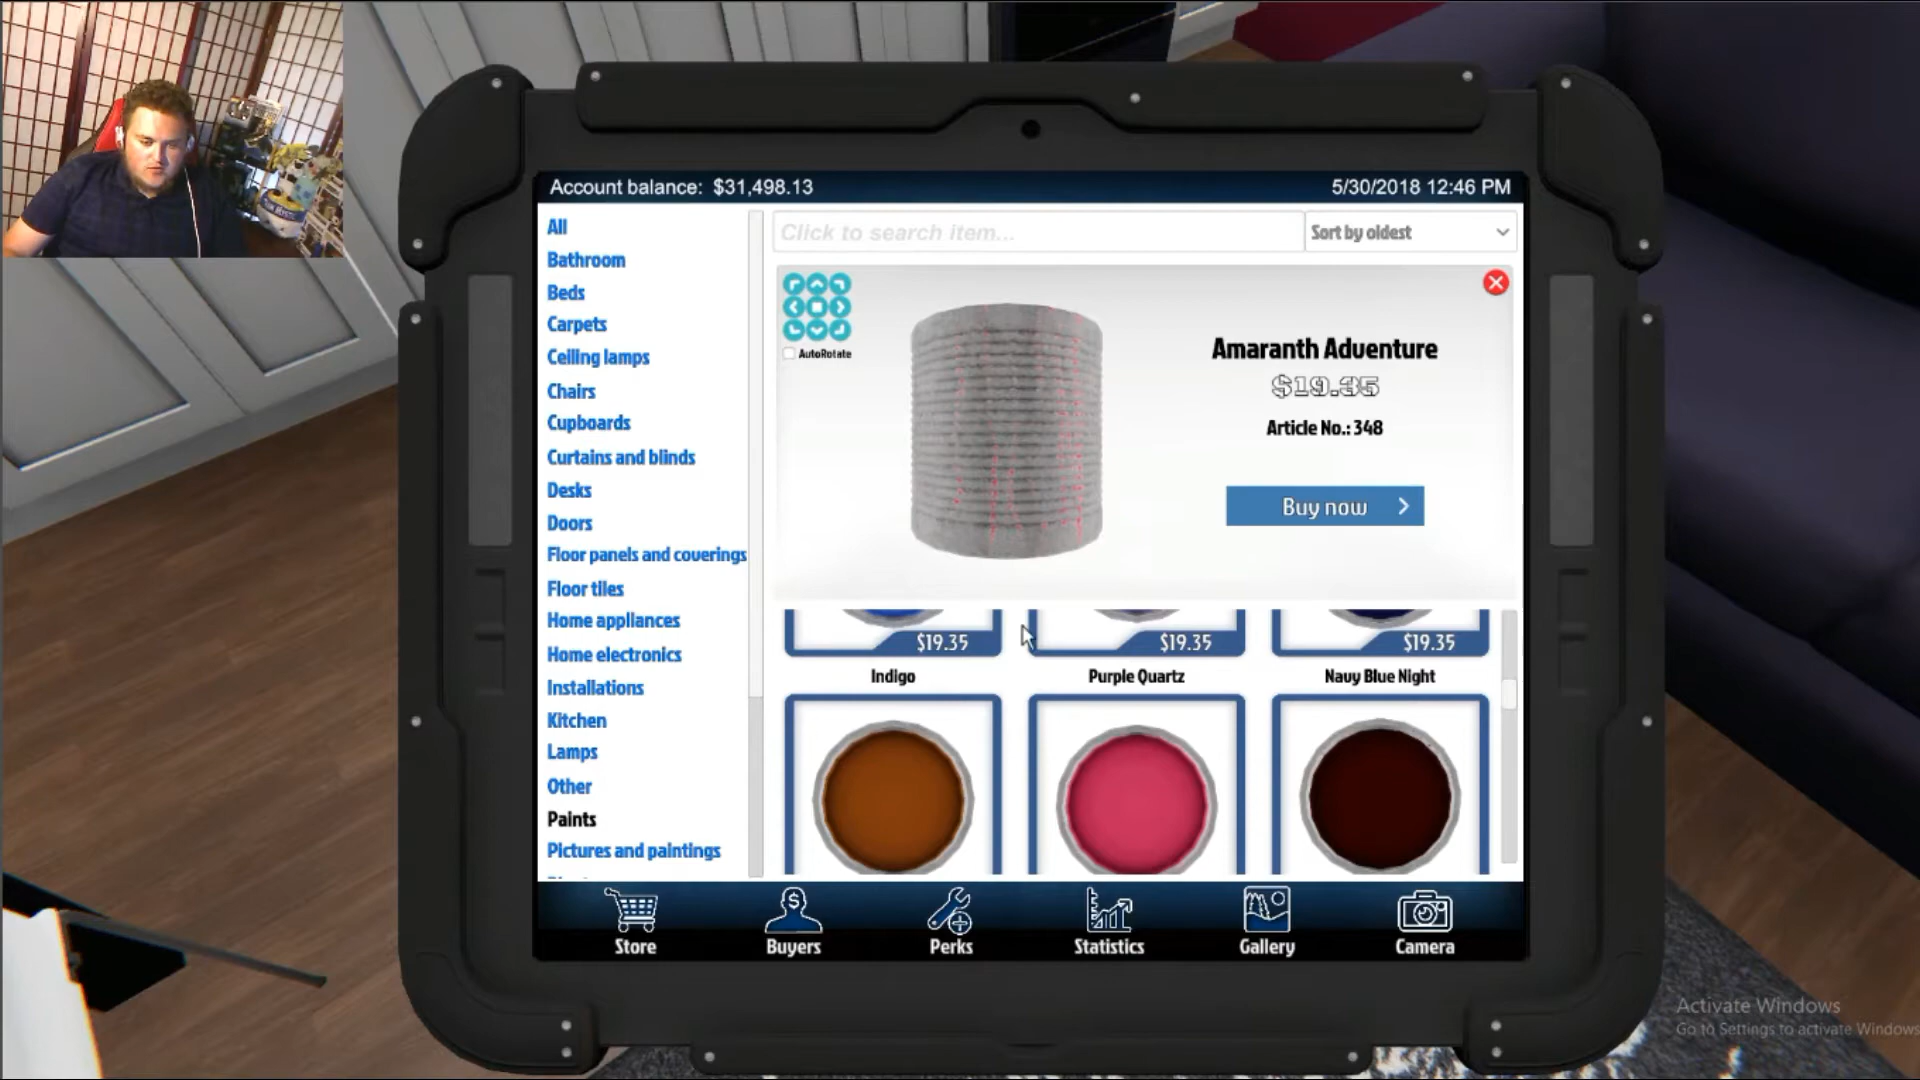 Account balance: $31,498.13
5/30/2018 12:46 PM
All
Bathroom
Beds
Carpets
Ceiling lamps
Chairs
Cupboards
Curtains and blinds
Desks
Doors
Floor panels and coverings
Floor tiles
Home appliances
Home electronics
Installations
Kitchen
Lamps
Other
Paints
Pictures and paintings
Click to search item...
Sort by oldest
AutoRotate
Amaranth Adventure
$19.35
Article No.: 348
Buy now
$19.35
$19.35
$19.35
Indigo
Purple Quartz
Navy Blue Night
Store
Buyers
Perks
Statistics
Gallery
Camera
Activate Windows
Go to Settings to activate Windows